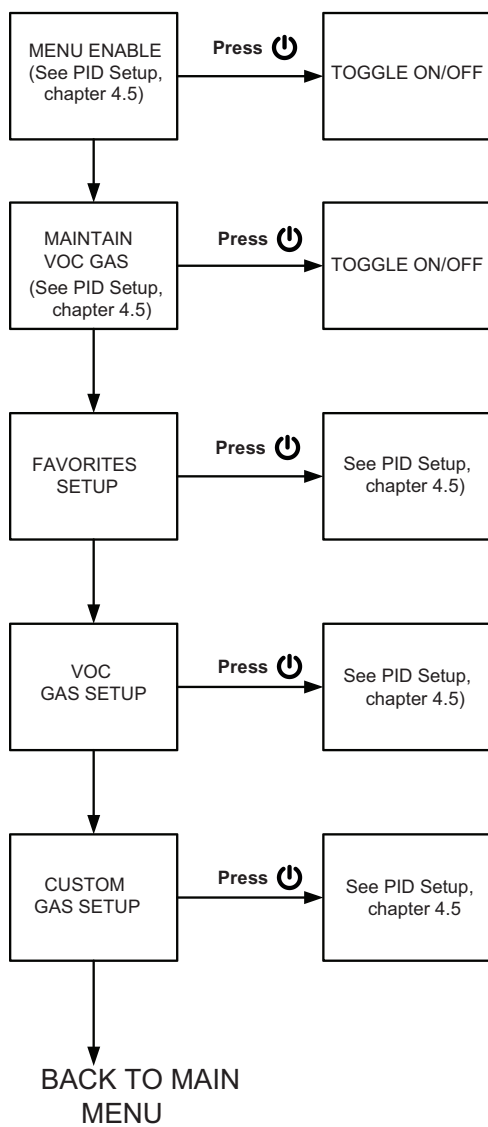 MENU ENABLE
(See PID Setup,
chapter 4.5)
Press
TOGGLE ON/OFF
MAINTAIN
VOC GAS
(See PID Setup,
chapter 4.5)
Press
TOGGLE ON/OFF
FAVORITES
SETUP
Press
See PID Setup,
chapter 4.5)
VOC
GAS SETUP
Press
See PID Setup,
chapter 4.5)
CUSTOM
GAS SETUP
Press
See PID Setup,
chapter 4.5
BACK TO MAIN
MENU